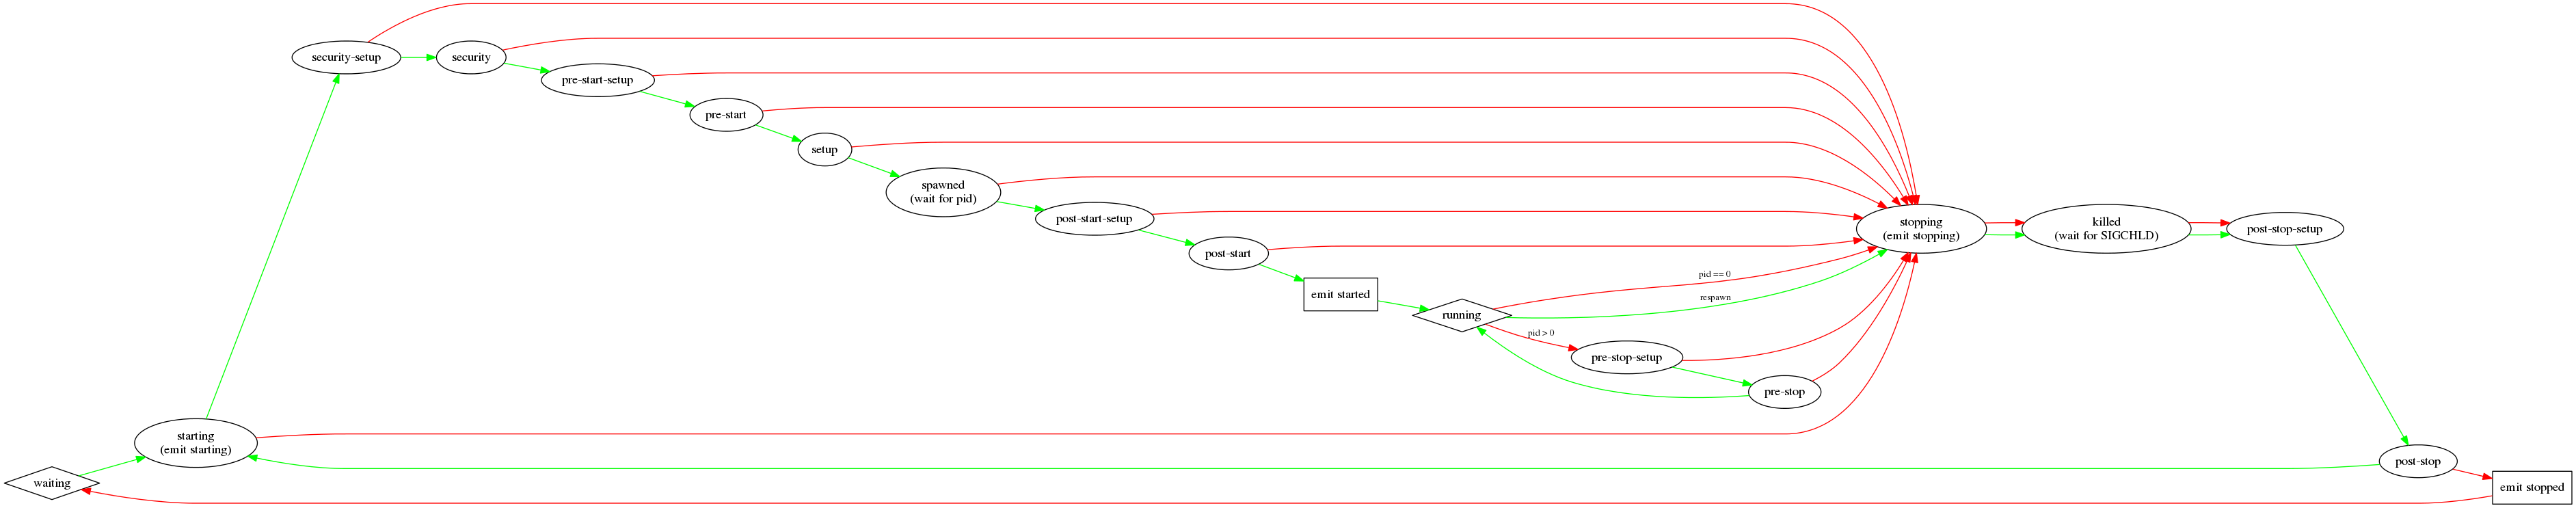 security-setup
security
pre-start-setup
pre-start
setup
spawned
(wait for pid)
post-start-setup
post-start
emit started
running
pid == 0
respawn
pid > 0
pre-stop-setup
pre-stop
stopping
(emit stopping)
killed
(wait for SIGCHLD)
post-stop-setup
starting
(emit starting)
waiting
post-stop
emit stopped